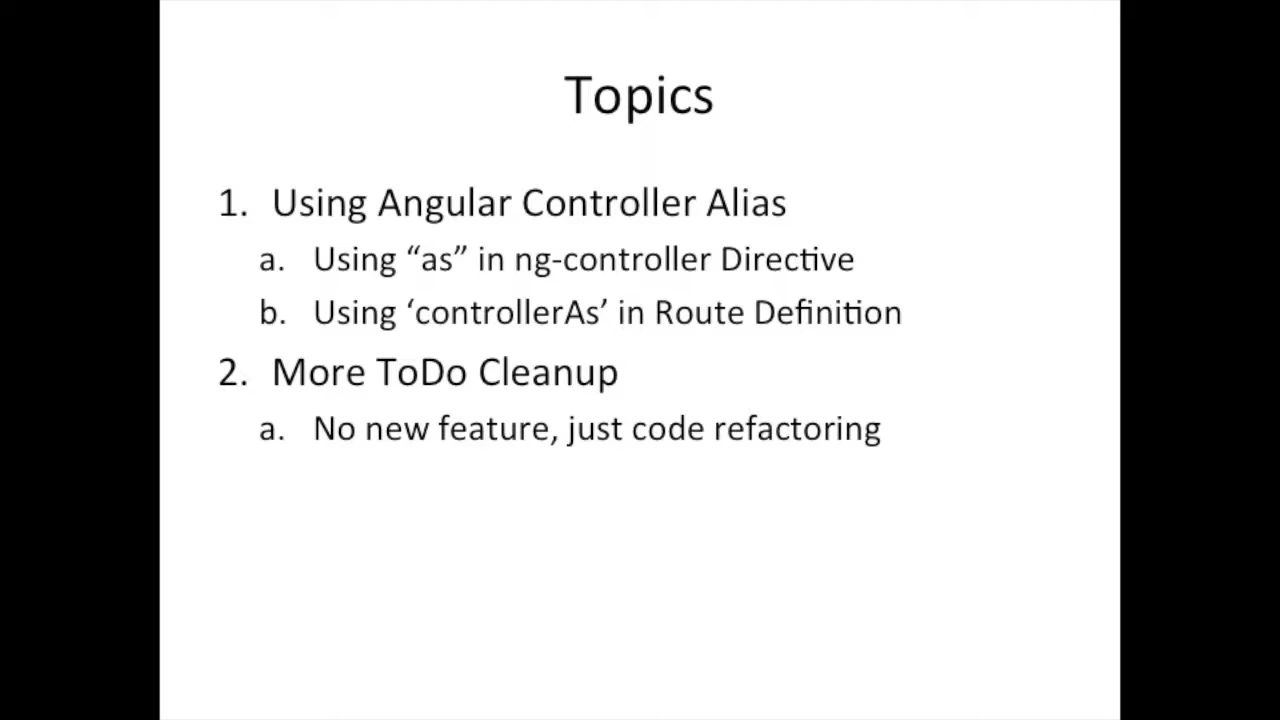 Topics
1. Using Angular Controller Alias
a. Using “as” in ng-controller Directive
b. Using ‘controllerAs’ in Route Definition
2. More ToDo Cleanup
a. No new feature, just code refactoring